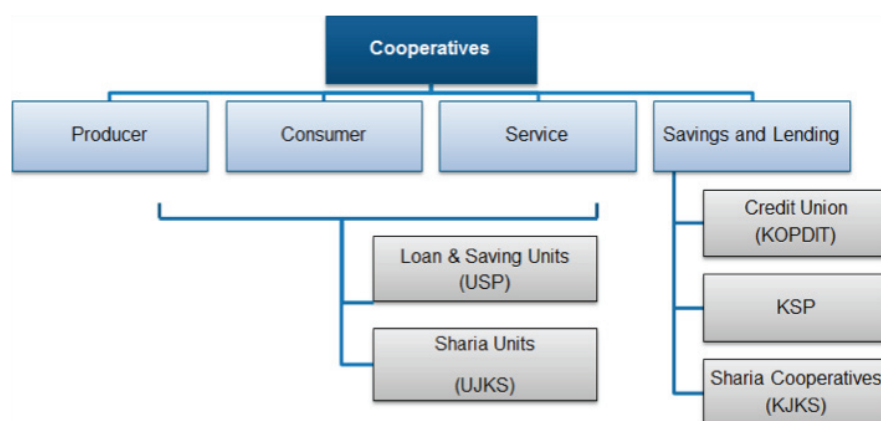 Cooperatives
Producer
Consumer
Service
Savings and Lending
Loan & Saving Units
(USP)
Sharia Units
(UJKS)
Credit Union
(KOPDIT)
KSP
Sharia Cooperatives
(KJKS)